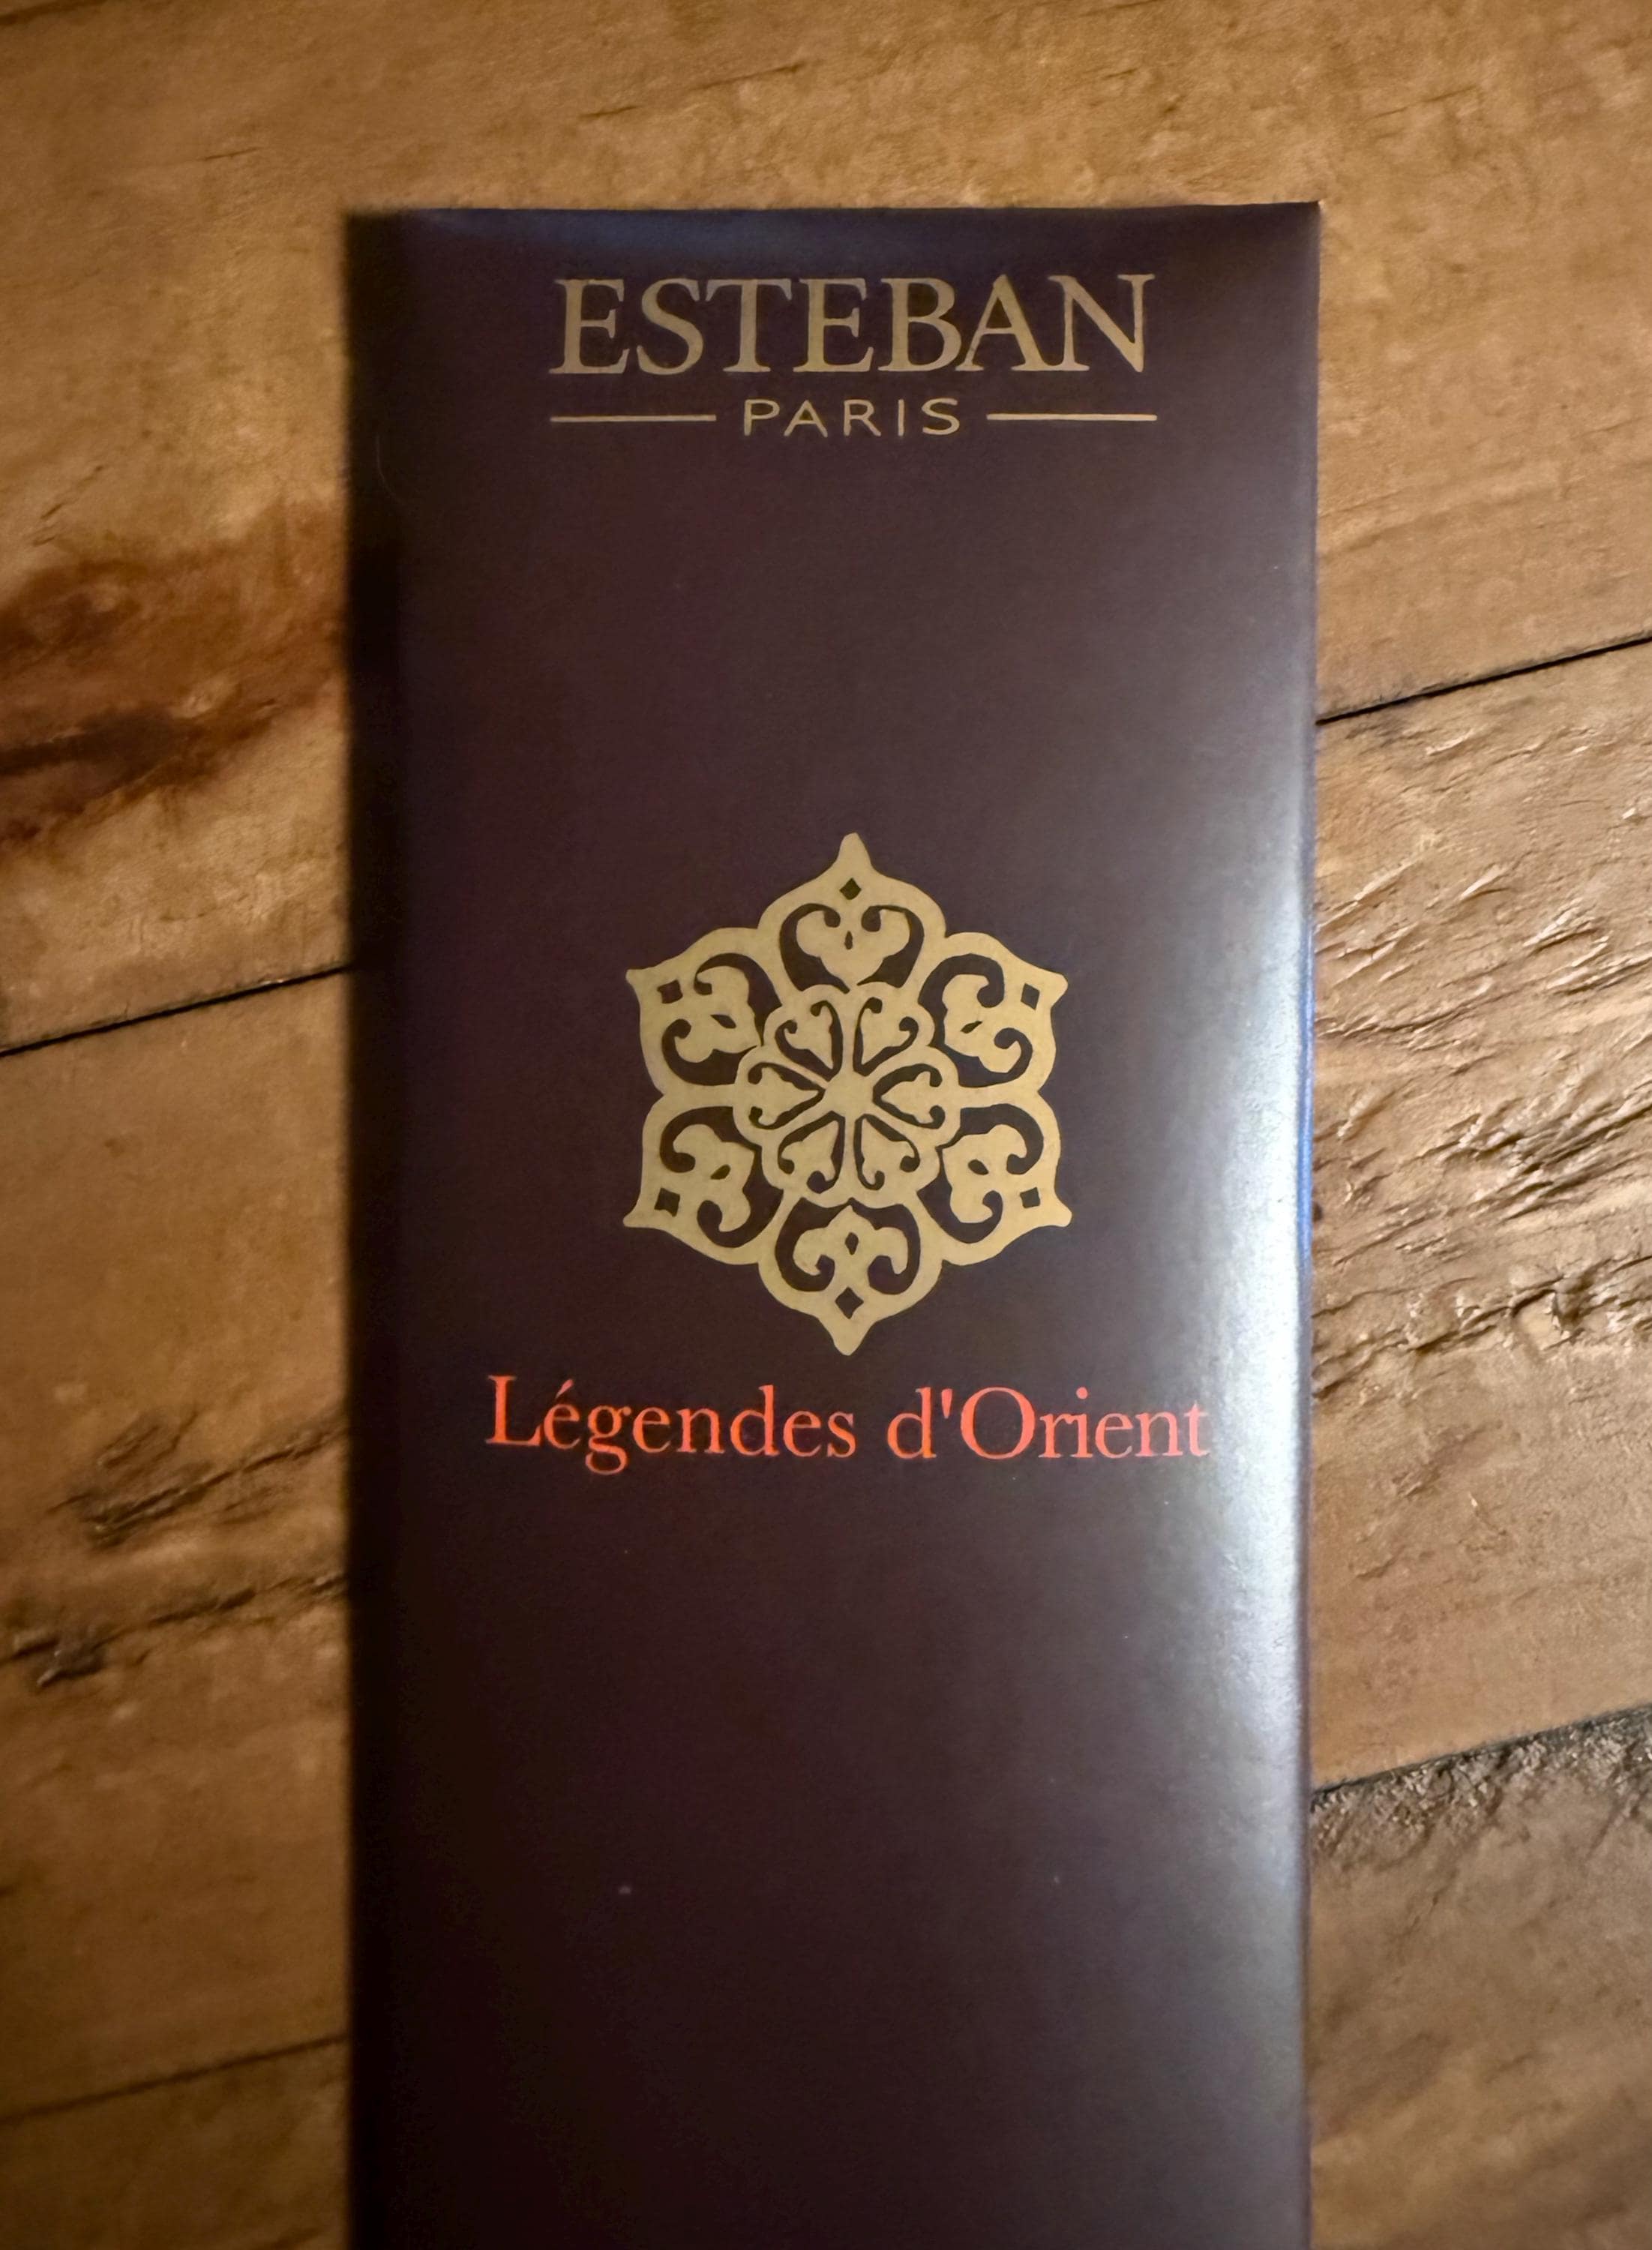 ESTEBAN
PARIS
Légendes d'Orient